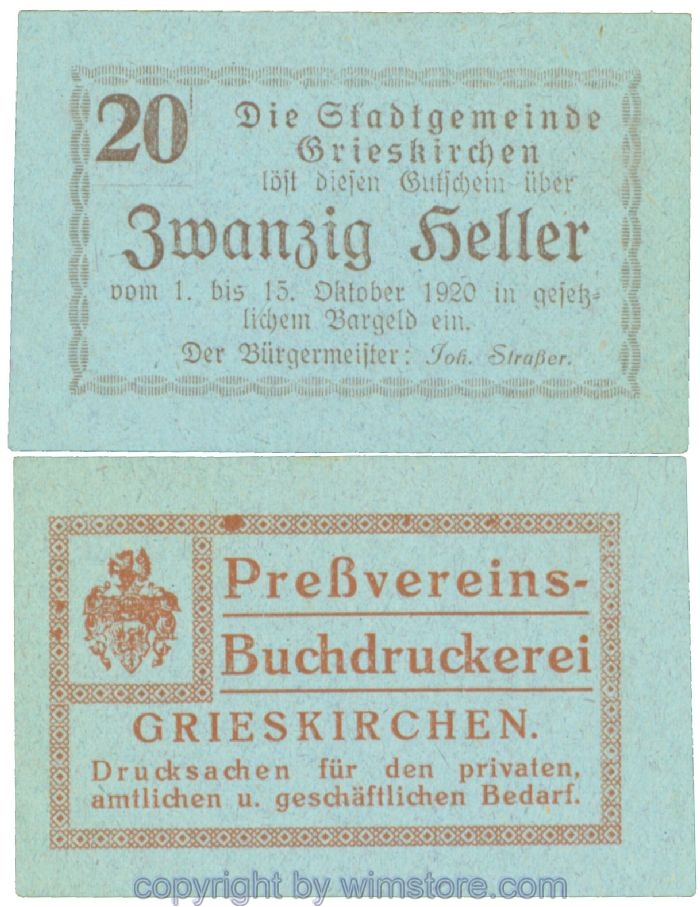 20
Die Stadtgemeinde
Grieskirchen
löst diesen Gutschein über
Zwanzig Heller
vom 1. bis 15. Oktober 1920 in gesetz-
lichem Bargeld ein.
Der Bürgermeister: Joh. Straßer.
Preßvereins-
Buchdruckerei
GRIESKIRCHEN.
Drucksachen für den privaten,
amtlichen u. geschäftlichen Bedarf.
copyright by wimstore.com